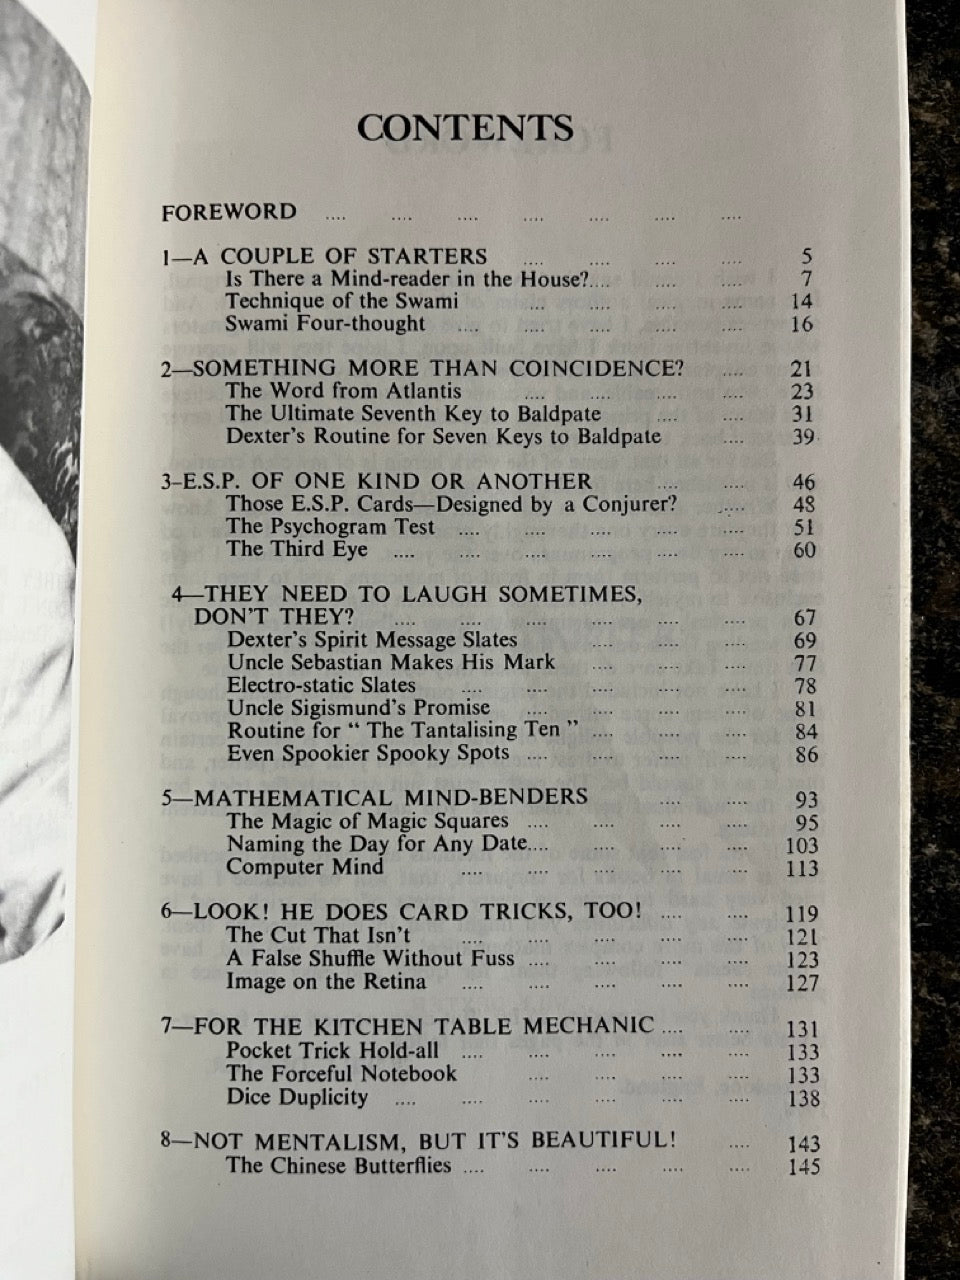 CONTENTS
FOREWORD .... .... .... .... .... .... ....
1—A COUPLE OF STARTERS .... .... .... .... 5
Is There a Mind-reader in the House?.... .... .... 7
Technique of the Swami .... .... .... .... 14
Swami Four-thought .... .... .... .... .... 16
2—SOMETHING MORE THAN COINCIDENCE? .... 21
The Word from Atlantis .... .... .... .... 23
The Ultimate Seventh Key to Baldpate .... .... 31
Dexter's Routine for Seven Keys to Baldpate .... 39
3–E.S.P. OF ONE KIND OR ANOTHER .... .... 46
Those E.S.P. Cards—Designed by a Conjurer? .... 48
The Psychogram Test .... .... .... .... .... 51
The Third Eye .... .... .... .... .... .... 60
4—THEY NEED TO LAUGH SOMETIMES,
DON'T THEY? .... .... .... .... .... .... 67
Dexter's Spirit Message Slates .... .... .... 69
Uncle Sebastian Makes His Mark .... .... .... 77
Electro-static Slates .... .... .... .... .... 78
Uncle Sigismund's Promise .... .... .... .... 81
Routine for " The Tantalising Ten " .... .... .... 84
Even Spookier Spooky Spots .... .... .... .... 86
5—MATHEMATICAL MIND-BENDERS .... .... 93
The Magic of Magic Squares .... .... .... .... 95
Naming the Day for Any Date.... .... .... .... 103
Computer Mind .... .... .... .... .... 113
6—LOOK! HE DOES CARD TRICKS, TOO! .... .... 119
The Cut That Isn't .... .... .... .... .... 121
A False Shuffle Without Fuss .... .... .... .... 123
Image on the Retina .... .... .... .... .... 127
7—FOR THE KITCHEN TABLE MECHANIC .... .... 131
Pocket Trick Hold-all .... .... .... .... .... 133
The Forceful Notebook .... .... .... .... 133
Dice Duplicity .... .... .... .... .... .... 138
8—NOT MENTALISM, BUT IT'S BEAUTIFUL! .... 143
The Chinese Butterflies .... .... .... .... .... 145